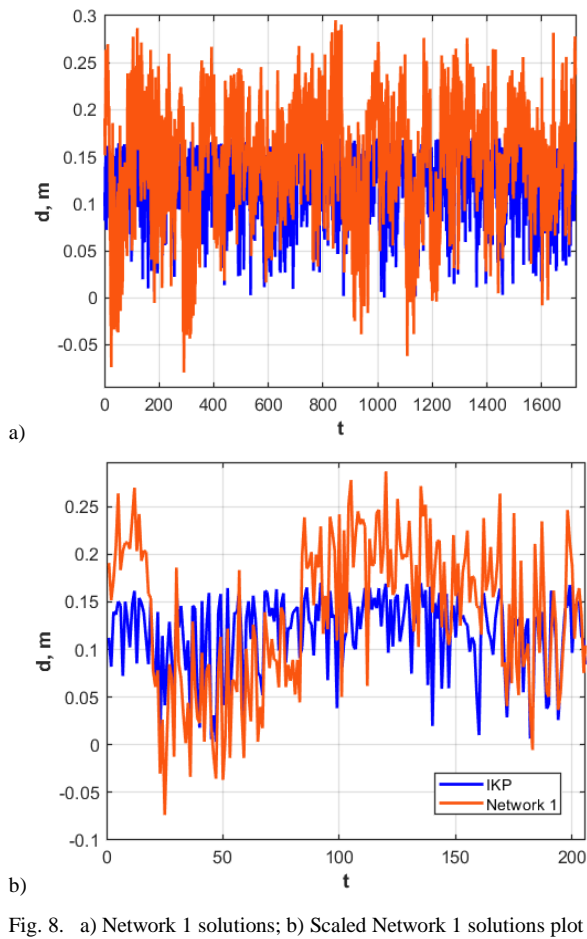 0.3
0.25
0.2
0.15
0.1
0.05
0
-0.05
d, m
0 200 400 600 800 1000 1200 1400 1600
a)
t
0.25
0.2
0.15
0.1
0.05
0
-0.05
-0.1
d, m
IKP
Network 1
0 50 100 150 200
b)
t
Fig. 8. a) Network 1 solutions; b) Scaled Network 1 solutions plot